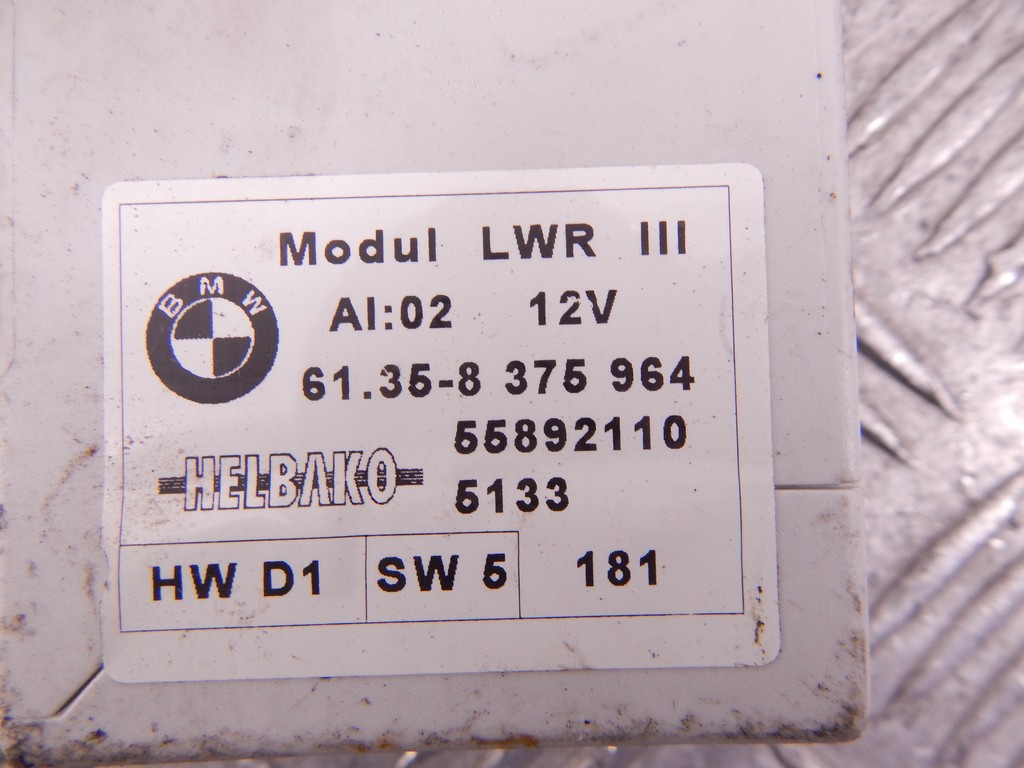 Modul LWR III
BMW
AI:02 12V
61.35-8 375 964
55892110
HELBAKO
5133
HW D1 SW 5 181